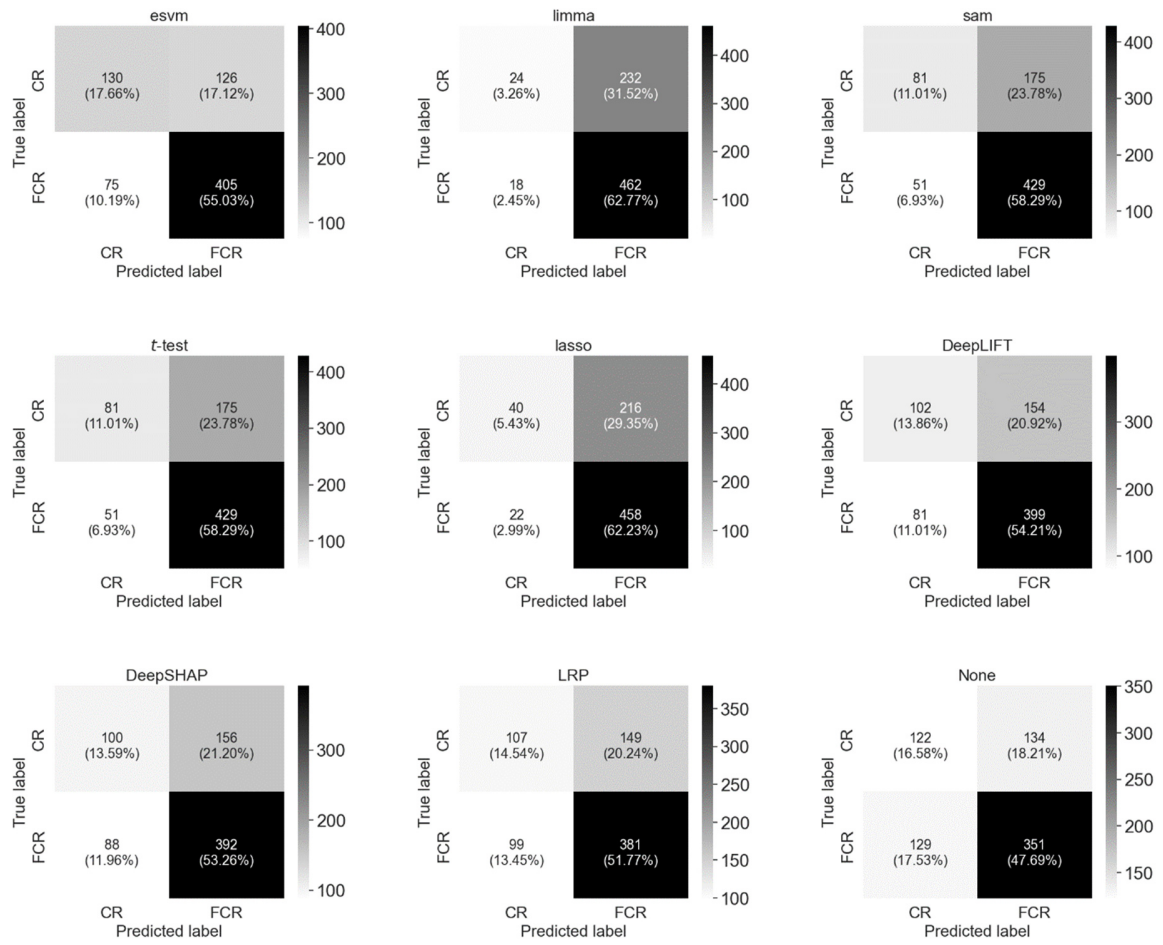 esvm
True label
CR
FCR
130
(17.66%)
126
(17.12%)
75
(10.19%)
405
(55.03%)
CR
FCR
Predicted label
400
300
200
100
limma
True label
CR
FCR
24
(3.26%)
232
(31.52%)
18
(2.45%)
462
(62.77%)
CR
FCR
Predicted label
400
300
200
100
sam
True label
CR
FCR
81
(11.01%)
175
(23.78%)
51
(6.93%)
429
(58.29%)
CR
FCR
Predicted label
400
300
200
100
t-test
True label
CR
FCR
81
(11.01%)
175
(23.78%)
51
(6.93%)
429
(58.29%)
CR
FCR
Predicted label
400
300
200
100
lasso
True label
CR
FCR
40
(5.43%)
216
(29.35%)
22
(2.99%)
458
(62.23%)
CR
FCR
Predicted label
400
300
200
100
DeepLIFT
True label
CR
FCR
102
(13.86%)
154
(20.92%)
81
(11.01%)
399
(54.21%)
CR
FCR
Predicted label
300
200
100
DeepSHAP
True label
CR
FCR
100
(13.59%)
156
(21.20%)
88
(11.96%)
392
(53.26%)
CR
FCR
Predicted label
300
200
100
LRP
True label
CR
FCR
107
(14.54%)
149
(20.24%)
99
(13.45%)
381
(51.77%)
CR
FCR
Predicted label
350
300
250
200
150
100
None
True label
CR
FCR
122
(16.58%)
134
(18.21%)
129
(17.53%)
351
(47.69%)
CR
FCR
Predicted label
350
300
250
200
150